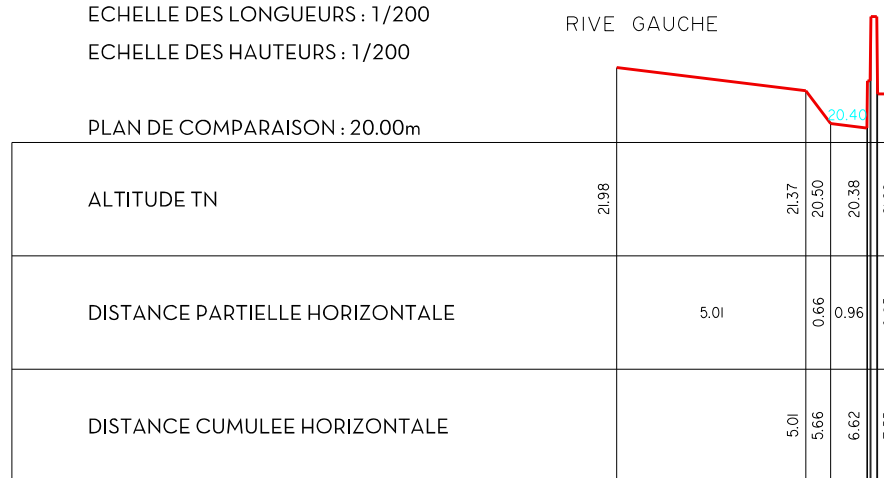 ECHELLE DES LONGUEURS : 1/200
RIVE GAUCHE
ECHELLE DES HAUTEURS : 1/200
PLAN DE COMPARAISON : 20.00m
20.40
ALTITUDE TN
21.98
21.37
20.50
20.38
DISTANCE PARTIELLE HORIZONTALE
5.01
0.66
0.96
DISTANCE CUMULEE HORIZONTALE
5.01
5.66
6.62